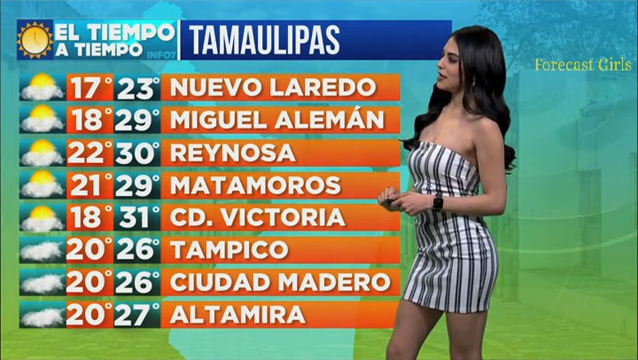 EL TIEMPO
A TIEMPO
INFO7
TAMAULIPAS
Forecast Girls
17° 23° NUEVO LAREDO
18° 29° MIGUEL ALEMÁN
22° 30° REYNOSA
21° 29° MATAMOROS
18° 31° CD. VICTORIA
20° 26° TAMPICO
20° 26° CIUDAD MADERO
20° 27° ALTAMIRA